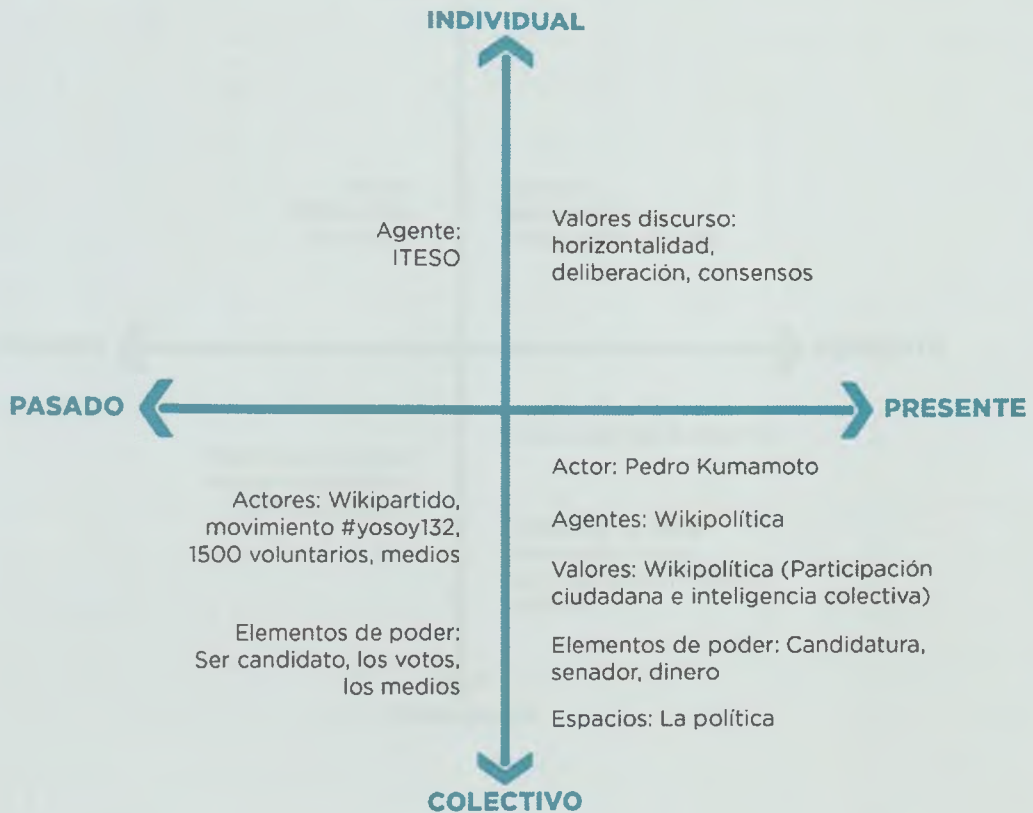 INDIVIDUAL
Agente:
ITESO
Valores discurso:
horizontalidad,
deliberación, consensos
PASADO
PRESENTE
Actores: Wikipartido,
movimiento #yosoy132,
1500 voluntarios, medios
Elementos de poder:
Ser candidato, los votos,
los medios
Actor: Pedro Kumamoto
Agentes: Wikipolítica
Valores: Wikipolítica (Participación
ciudadana e inteligencia colectiva)
Elementos de poder: Candidatura,
senador, dinero
Espacios: La política
COLECTIVO